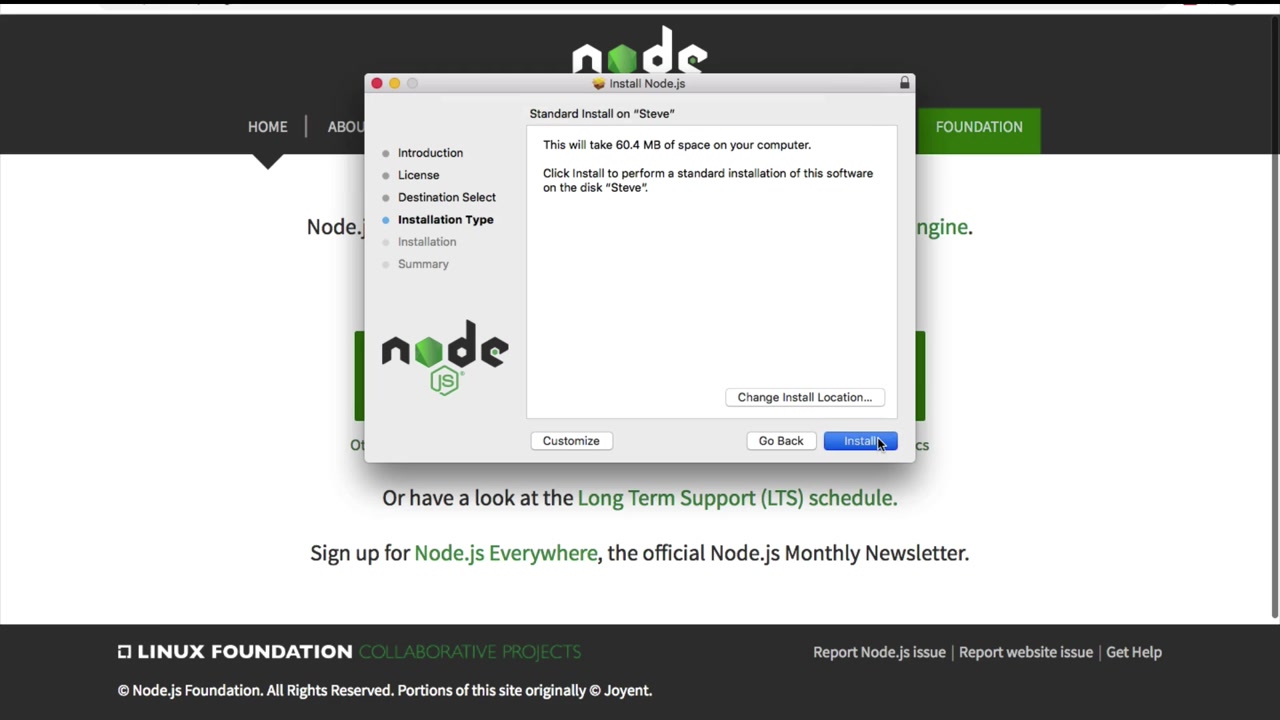 node
Install Node.js
HOME
ABOU
FOUNDATION
Standard Install on “Steve”
This will take 60.4 MB of space on your computer.
Click Install to perform a standard installation of this software
on the disk “Steve”.
Introduction
License
Destination Select
Installation Type
Installation
Summary
node
JS
Change Install Location...
Customize
Go Back
Install
Node.j
ngine.
Ot
cs
Or have a look at the Long Term Support (LTS) schedule.
Sign up for Node.js Everywhere, the official Node.js Monthly Newsletter.
LINUX FOUNDATION COLLABORATIVE PROJECTS
Report Node.js issue | Report website issue | Get Help
© Node.js Foundation. All Rights Reserved. Portions of this site originally © Joyent.